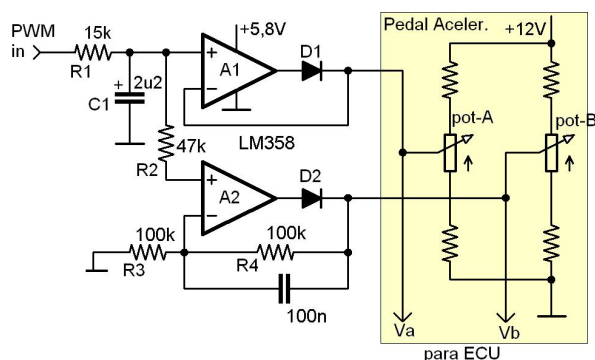 PWM
in
15k
R1
+
2u2
C1
R2
47k
+
-
A1
+5,8V
D1
LM358
+
-
A2
D2
100k
R3
100k
R4
100n
Pedal Aceler.
+12V
pot-A
pot-B
Va
Vb
para ECU